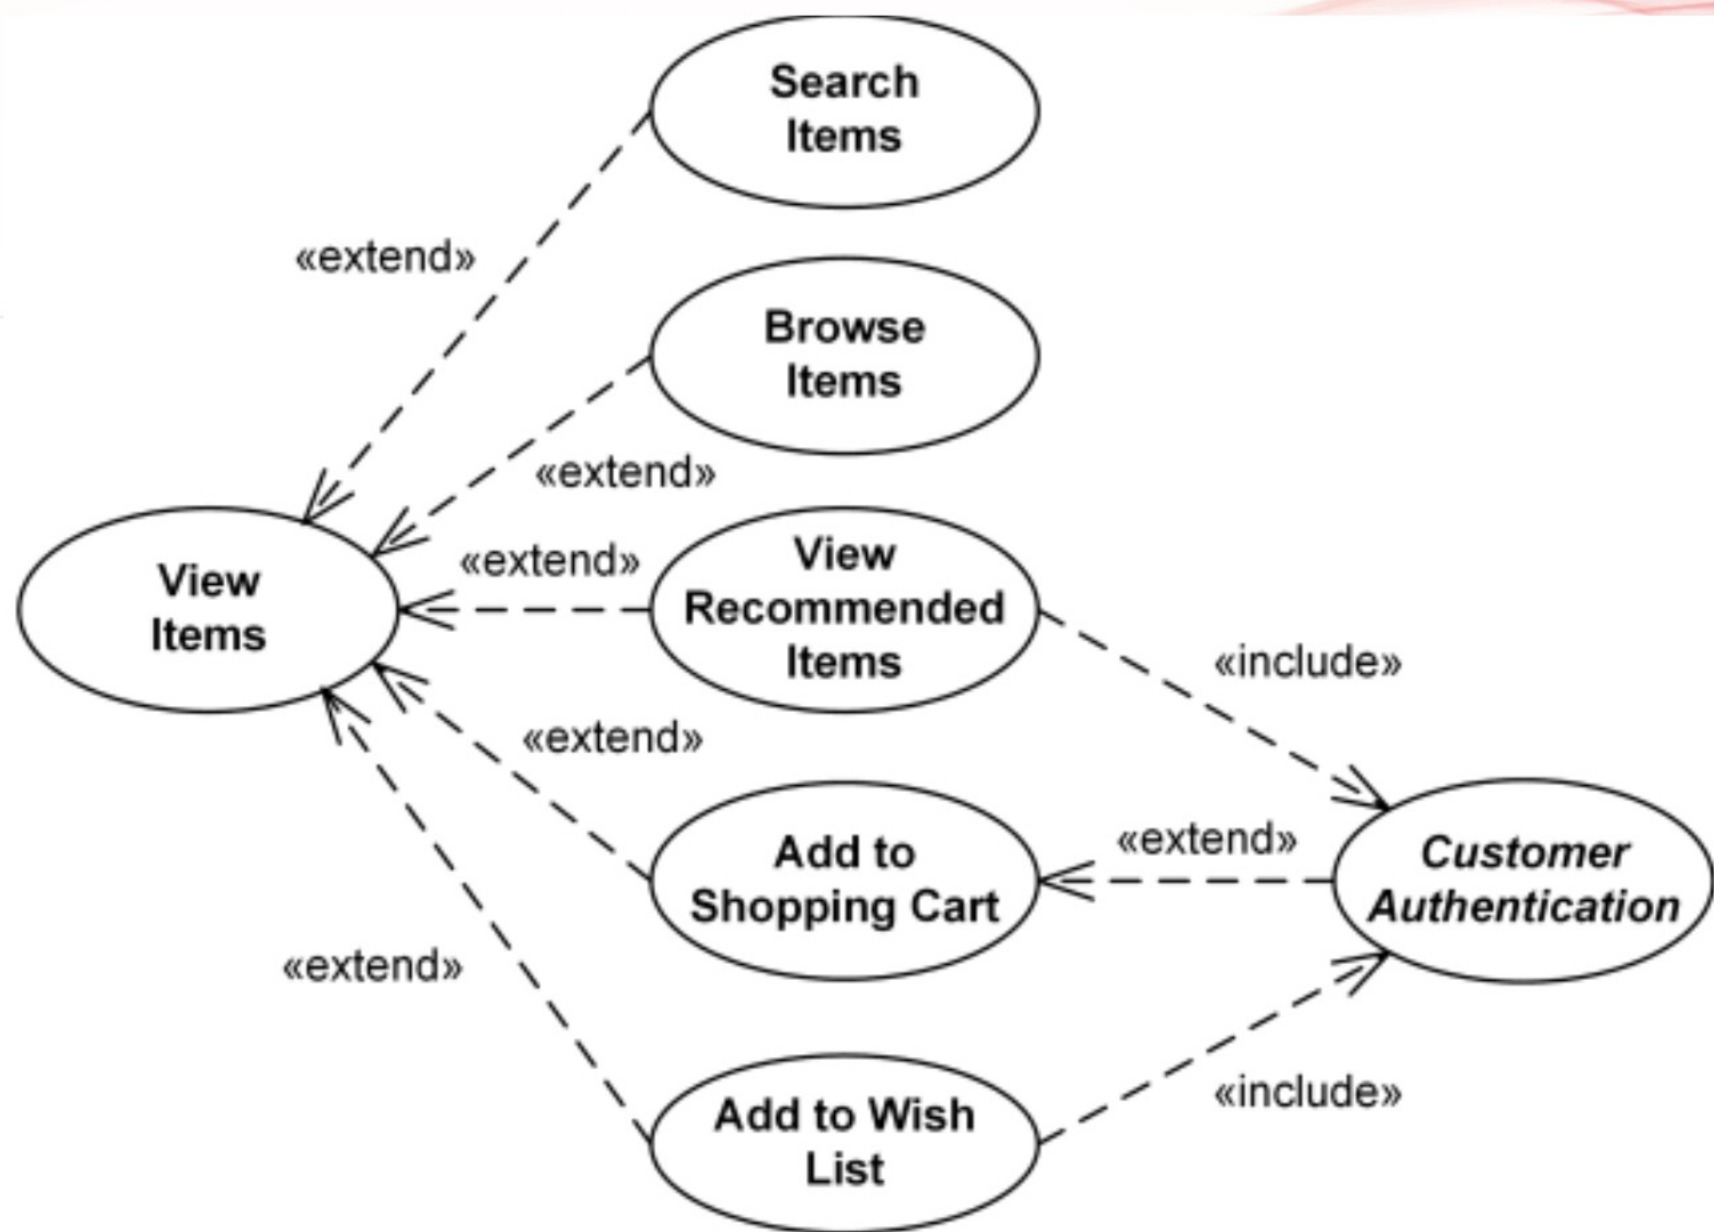 Search
Items
«extend»
Browse
Items
«extend»
View
Items
«extend»
View
Recommended
Items
«include»
«extend»
Add to
Shopping Cart
«extend»
Customer
Authentication
«extend»
Add to Wish
List
«include»